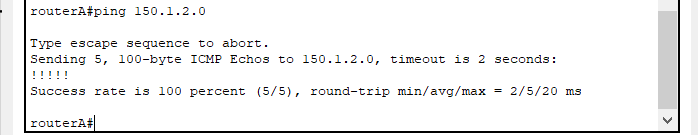 routerA#ping 150.1.2.0
Type escape sequence to abort.
Sending 5, 100-byte ICMP Echos to 150.1.2.0, timeout is 2 seconds:
!!!!!
Success rate is 100 percent (5/5), round-trip min/avg/max = 2/5/20 ms
routerA#